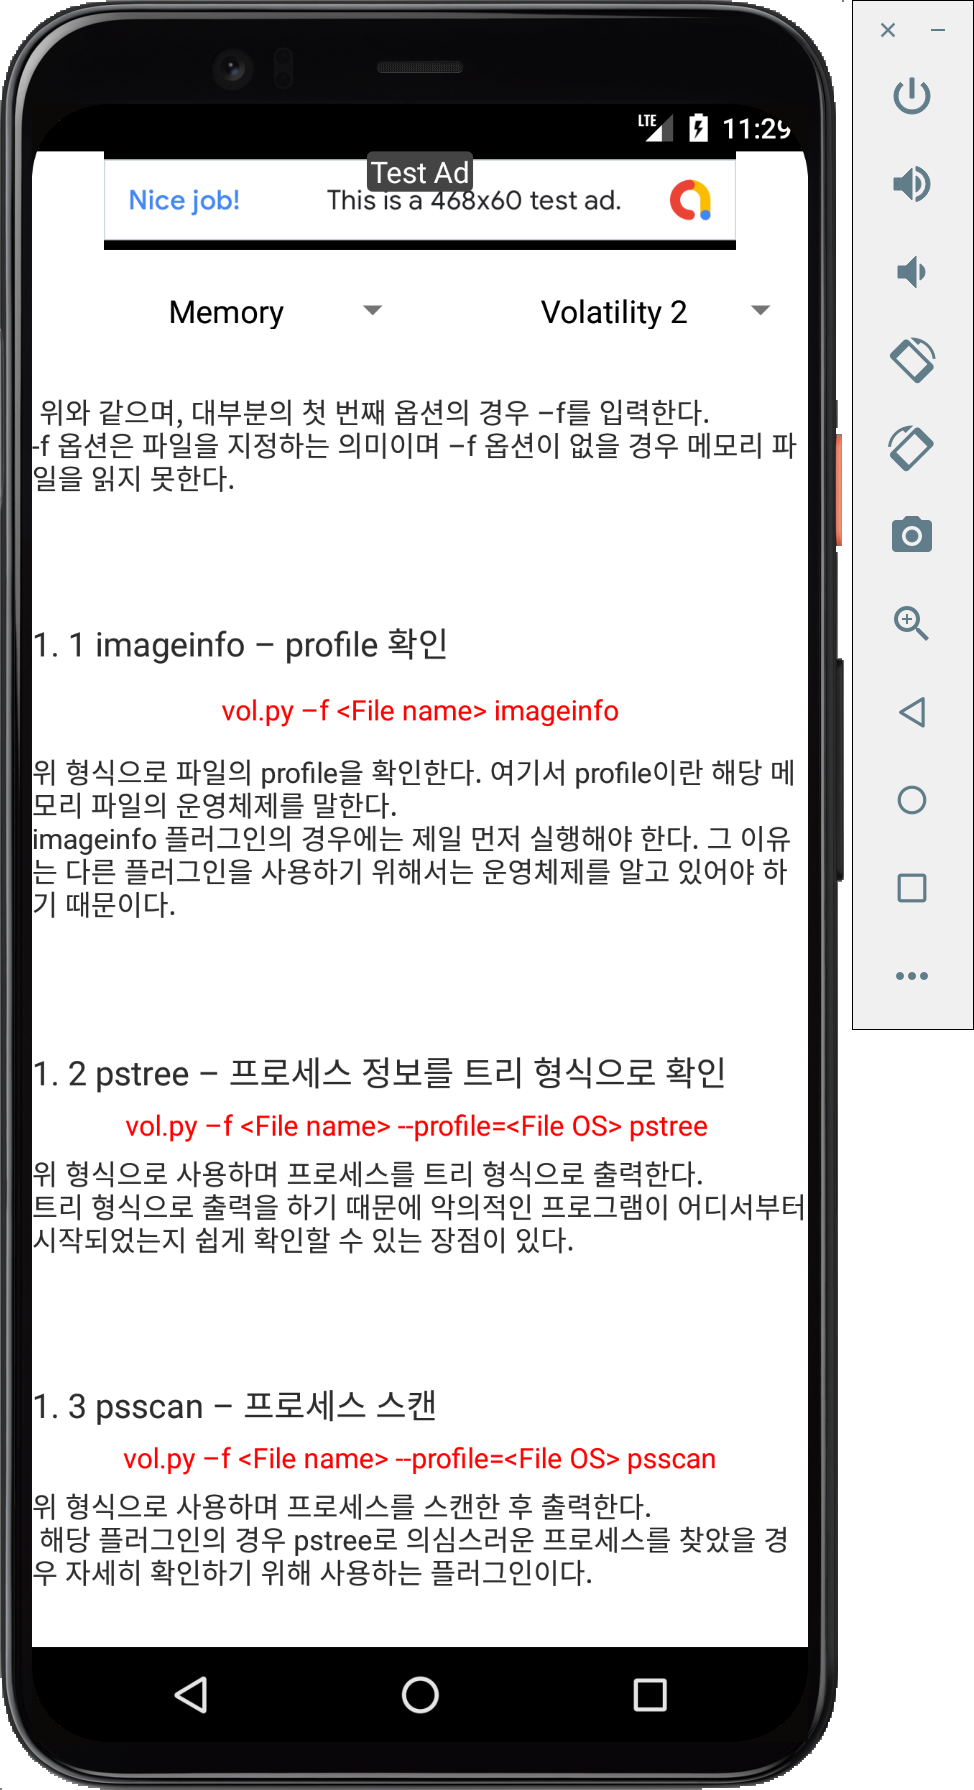 LTE 11:29
Test Ad
Nice job! This is a 468x60 test ad.
Memory Volatility 2
위와 같으며, 대부분의 첫 번째 옵션의 경우 –f를 입력한다.
-f 옵션은 파일을 지정하는 의미이며 –f 옵션이 없을 경우 메모리 파
일을 읽지 못한다.
1. 1 imageinfo – profile 확인
vol.py –f <File name> imageinfo
위 형식으로 파일의 profile을 확인한다. 여기서 profile이란 해당 메
모리 파일의 운영체제를 말한다.
imageinfo 플러그인의 경우에는 제일 먼저 실행해야 한다. 그 이유
는 다른 플러그인을 사용하기 위해서는 운영체제를 알고 있어야 하
기 때문이다.
1. 2 pstree – 프로세스 정보를 트리 형식으로 확인
vol.py –f <File name> --profile=<File OS> pstree
위 형식으로 사용하며 프로세스를 트리 형식으로 출력한다.
트리 형식으로 출력을 하기 때문에 악의적인 프로그램이 어디서부터
시작되었는지 쉽게 확인할 수 있는 장점이 있다.
1. 3 psscan – 프로세스 스캔
vol.py –f <File name> --profile=<File OS> psscan
위 형식으로 사용하며 프로세스를 스캔한 후 출력한다.
해당 플러그인의 경우 pstree로 의심스러운 프로세스를 찾았을 경
우 자세히 확인하기 위해 사용하는 플러그인이다.